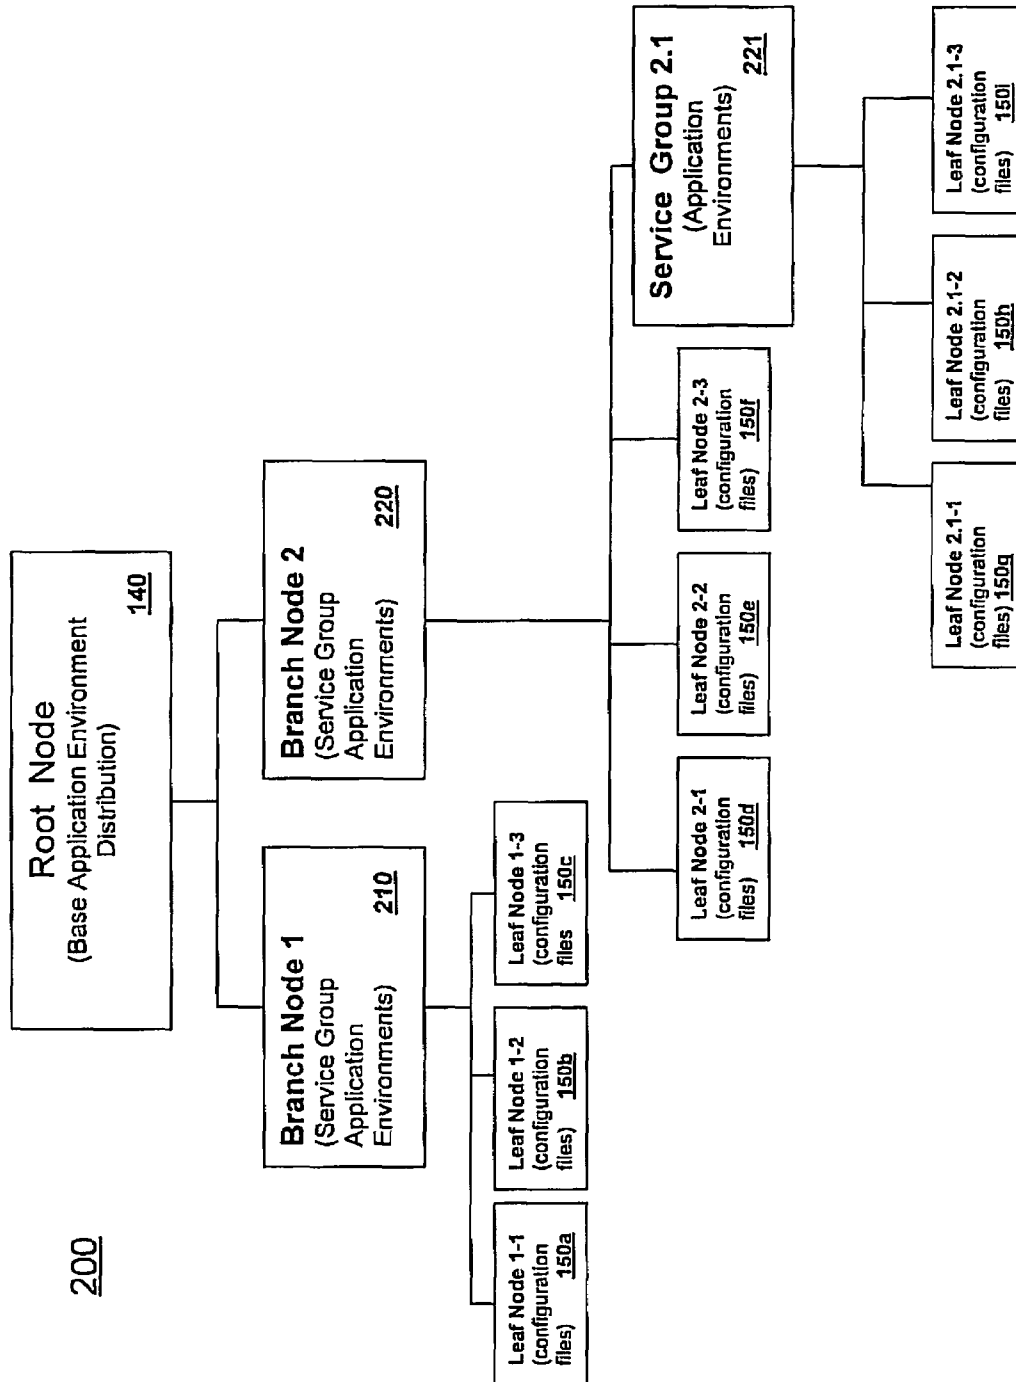 200
Root Node
(Base Application Environment
Distribution)
140
Branch Node 1
(Service Group
Application
Environments)
210
Branch Node 2
(Service Group
Application
Environments)
220
Leaf Node 1-1
(configuration
files)
150a
Leaf Node 1-2
(configuration
files)
150b
Leaf Node 1-3
(configuration
files
150c
Leaf Node 2-1
(configuration
files)
150d
Leaf Node 2-2
(configuration
files)
150e
Leaf Node 2-3
(configuration
files)
150f
Service Group 2.1
(Application
Environments)
221
Leaf Node 2.1-1
(configuration
files) 150g
Leaf Node 2.1-2
(configuration
files)
150h
Leaf Node 2.1-3
(configuration
files)
150i